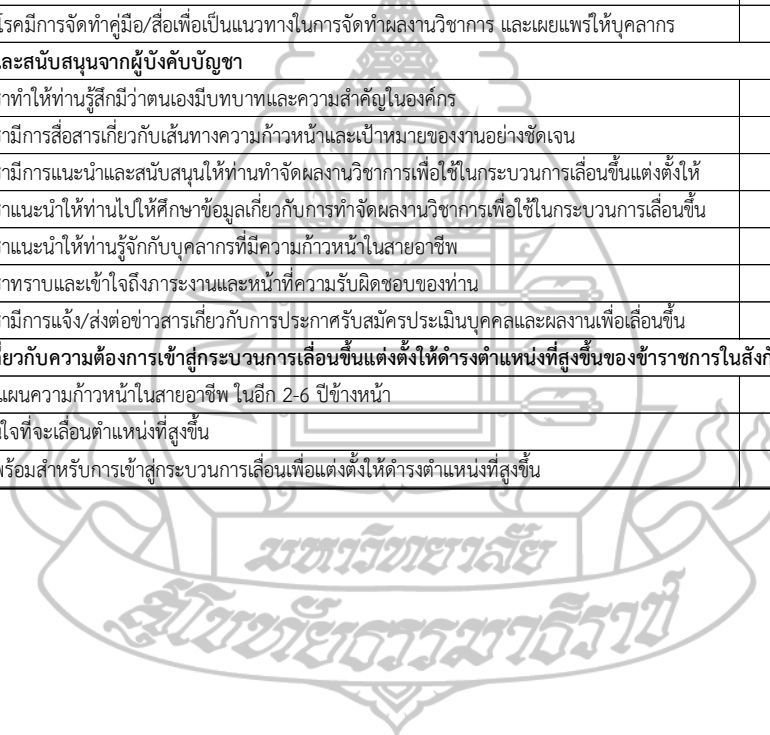 โรคมีการจัดทำคู่มือ/สื่อเพื่อเป็นแนวทางในการจัดทำผลงานวิชาการ และเผยแพร่ให้บุคลากร
และสนับสนุนจากผู้บังคับบัญชา
ทำให้ท่านรู้สึกมีว่าตนเองมีบทบาทและความสำคัญในองค์กร
มีการสื่อสารเกี่ยวกับเส้นทางความก้าวหน้าและเป้าหมายของงานอย่างชัดเจน
มีการแนะนำและสนับสนุนให้ท่านทำจัดผลงานวิชาการเพื่อใช้ในกระบวนการเลื่อนขึ้นแต่งตั้งให้
แนะนำให้ท่านไปให้ศึกษาข้อมูลเกี่ยวกับการทำจัดผลงานวิชาการเพื่อใช้ในกระบวนการเลื่อนขึ้น
แนะนำให้ท่านรู้จักกับบุคลากรที่มีความก้าวหน้าในสายอาชีพ
ทราบและเข้าใจถึงภาระงานและหน้าที่ความรับผิดชอบของท่าน
มีการแจ้ง/ส่งต่อข่าวสารเกี่ยวกับการประกาศรับสมัครประเมินบุคคลและผลงานเพื่อเลื่อนขึ้น
กี่ยวกับความต้องการเข้าสู่กระบวนการเลื่อนขึ้นแต่งตั้งให้ดำรงตำแหน่งที่สูงขึ้นของข้าราชการในสังกั
แผนความก้าวหน้าในสายอาชีพ ในอีก 2-6 ปีข้างหน้า
ใจที่จะเลื่อนตำแหน่งที่สูงขึ้น
พร้อมสำหรับการเข้าสู่กระบวนการเลื่อนเพื่อแต่งตั้งให้ดำรงตำแหน่งที่สูงขึ้น
มหาวิทยาลัย
สุโขทัยธรรมาธิราช